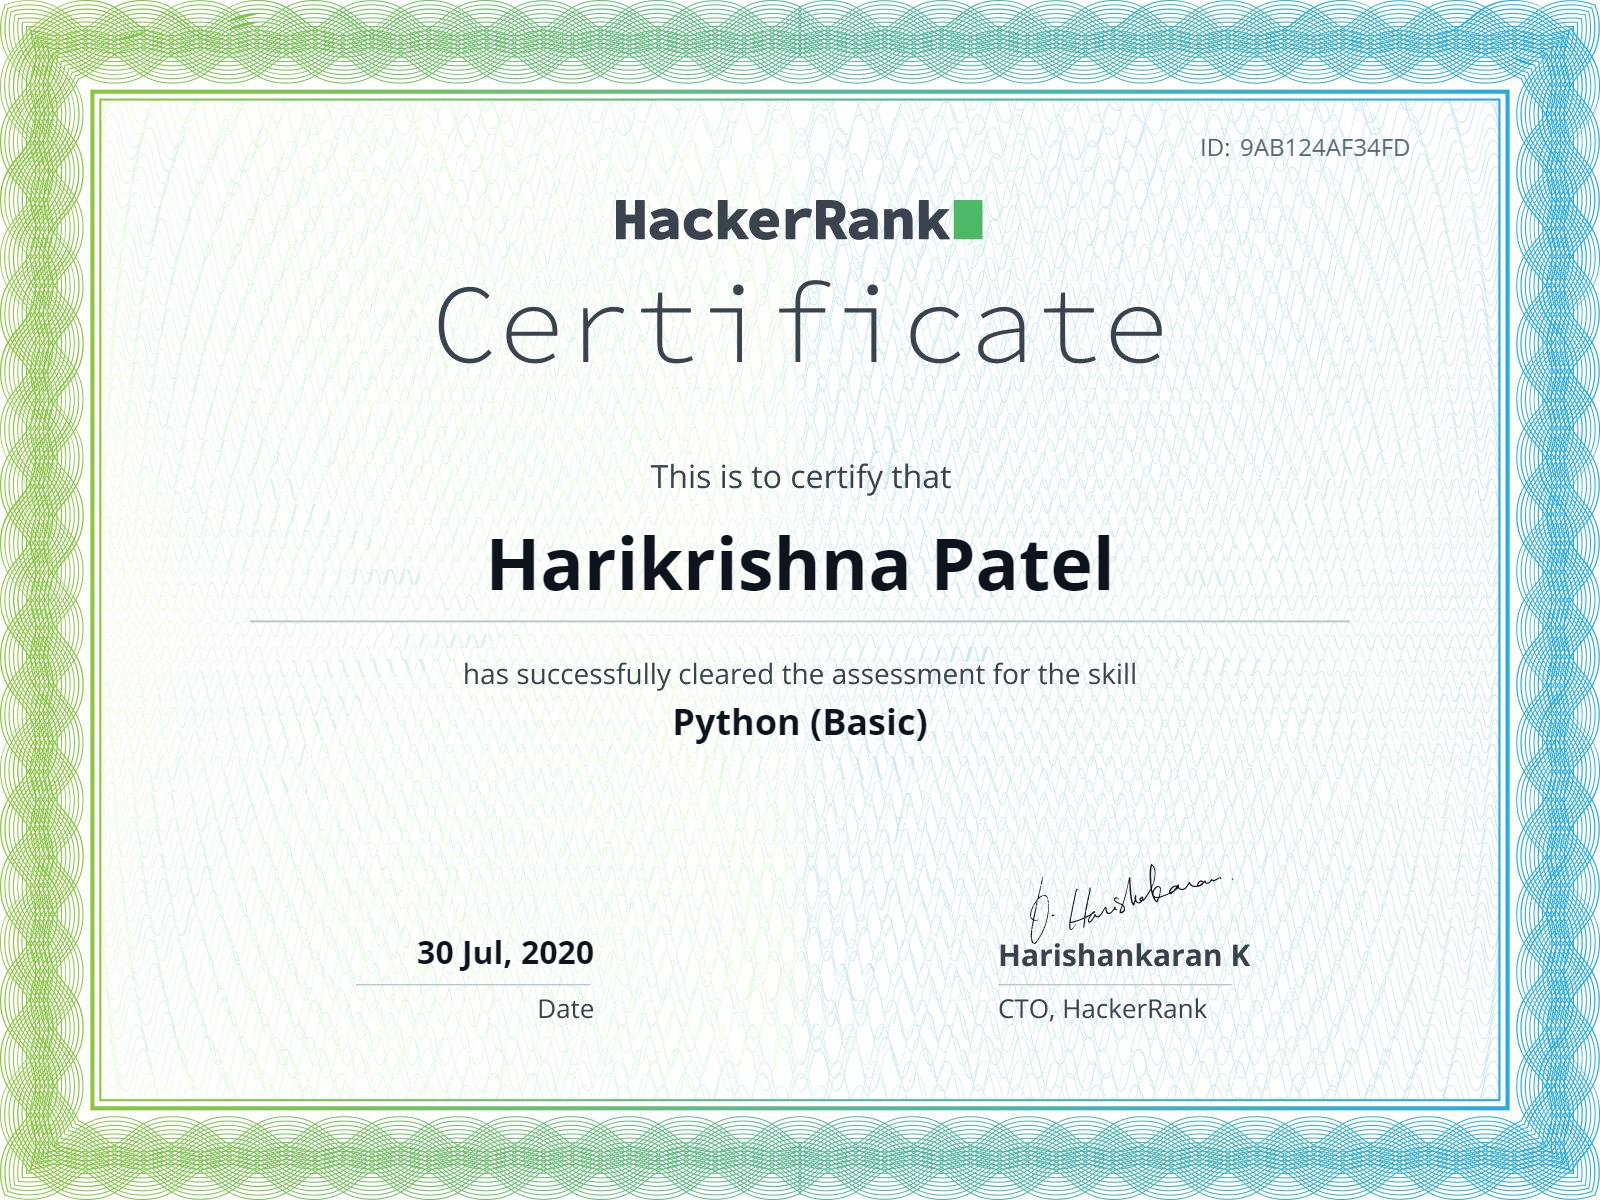 ID: 9AB124AF34FD
HackerRank
Certificate
This is to certify that
Harikrishna Patel
has successfully cleared the assessment for the skill
Python (Basic)
30 Jul, 2020
Date
D. Harishankaran
Harishankaran K
CTO, HackerRank